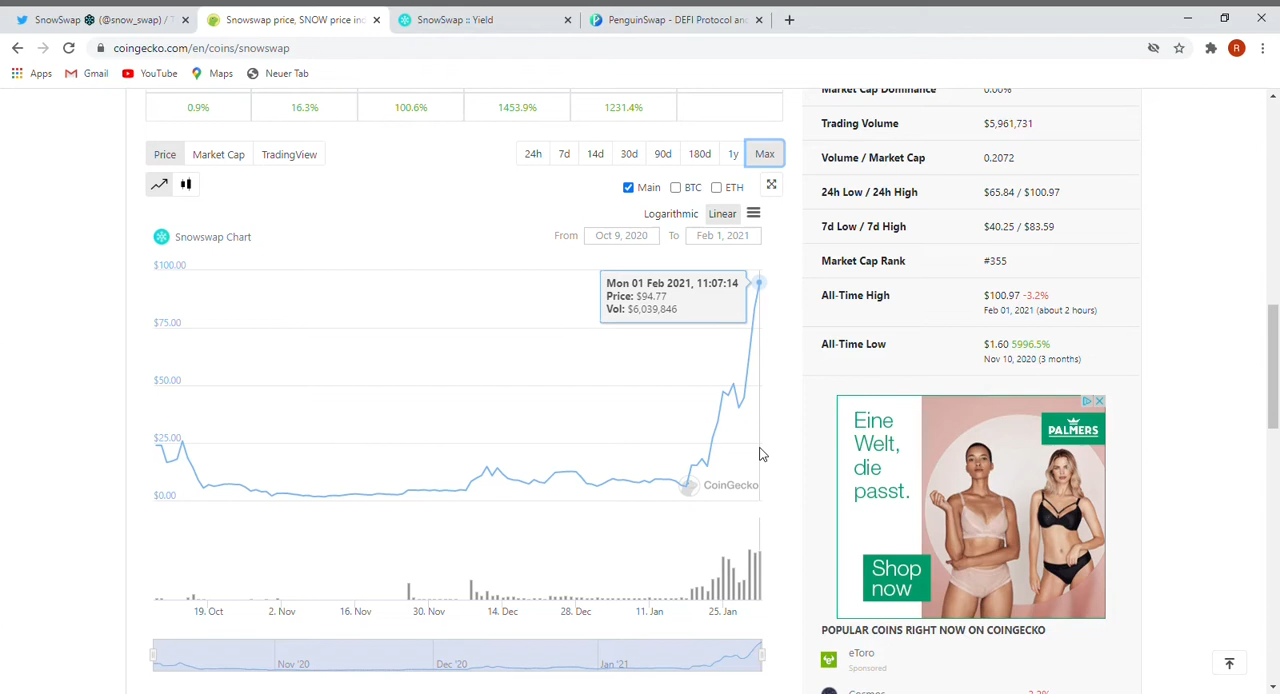 SnowSwap (@snow_swap) / T
Snowswap price, SNOW price ind
SnowSwap :: Yield
PenguinSwap - DEFI Protocol and
coingecko.com/en/coins/snowswap
R
Apps
Gmail
YouTube
Maps
Neuer Tab
0.9%
16.3%
100.6%
1453.9%
1231.4%
Price
Market Cap
TradingView
24h
7d
14d
30d
90d
180d
1y
Max
Main
BTC
ETH
Logarithmic
Linear
Snowswap Chart
From
Oct 9, 2020
To
Feb 1, 2021
$100.00
$75.00
$50.00
$25.00
$0.00
Mon 01 Feb 2021, 11:07:14
Price: $94.77
Vol: $6,039,846
CoinGecko
19. Oct
2. Nov
16. Nov
30. Nov
14. Dec
28. Dec
11. Jan
25. Jan
Nov '20
Dec '20
Jan '21
Market Cap Dominance 0.00%
Trading Volume $5,961,731
Volume / Market Cap 0.2072
24h Low / 24h High $65.84 / $100.97
7d Low / 7d High $40.25 / $83.59
Market Cap Rank #355
All-Time High $100.97 -3.2%
Feb 01, 2021 (about 2 hours)
All-Time Low $1.60 5996.5%
Nov 10, 2020 (3 months)
Eine
Welt,
die
passt.
PALMERS
Shop
now
POPULAR COINS RIGHT NOW ON COINGECKO
eToro
Sponsored